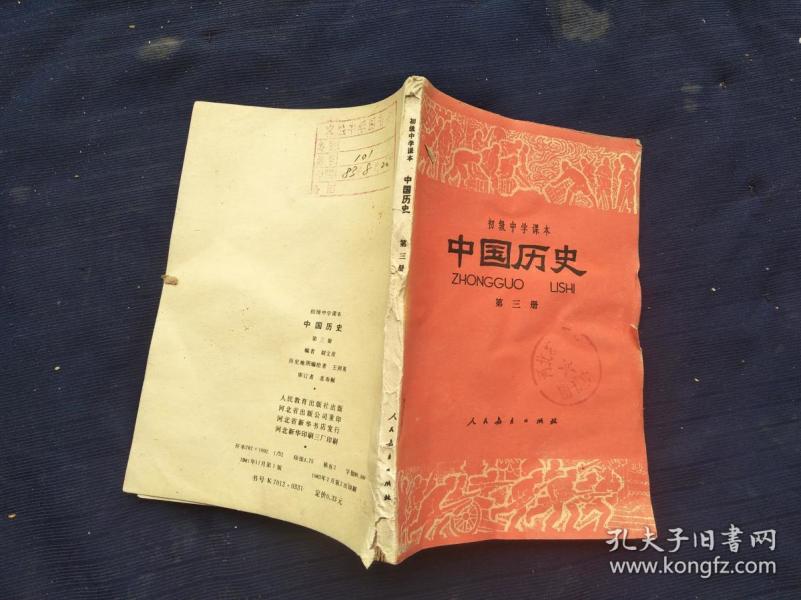 初级中学课本
中国历史
ZHONGGUO LISHI
第三册
人民教育出版社
初级中学课本
中国历史
第三册
101
初级中学课本
中国历史
第三册
人民教育出版社出版
河北省出版公司重印
河北省新华书店发行
河北新华印刷三厂印刷
书号K7012·0331
定价0.33元
孔夫子旧书网
www.kongfz.com